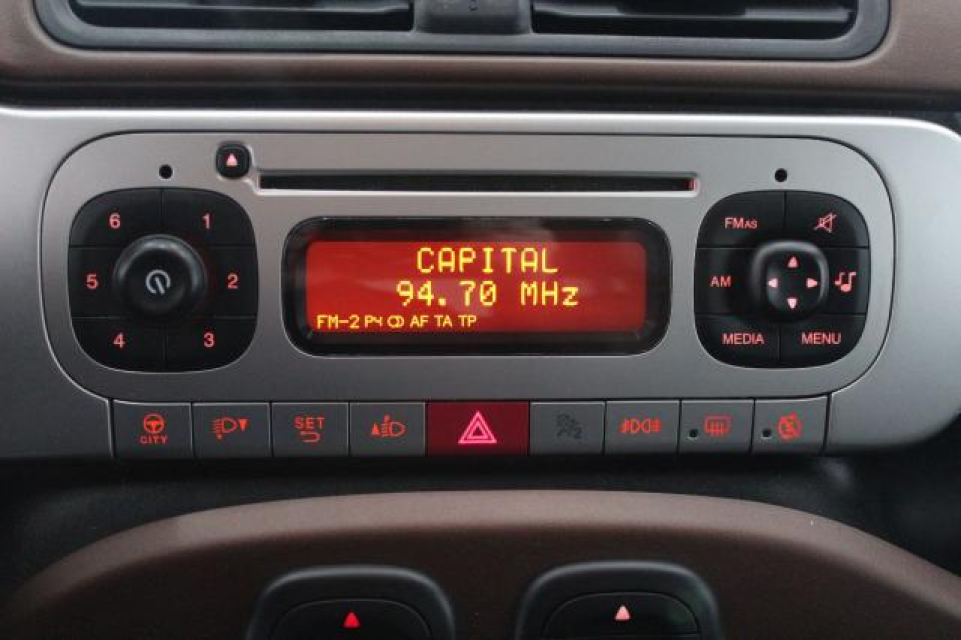 CAPITAL
94.70 MHz
FM-2 P4 AF TA TP
6
1
5
2
4
3
FMAS
AM
MEDIA
MENU
CITY
SET